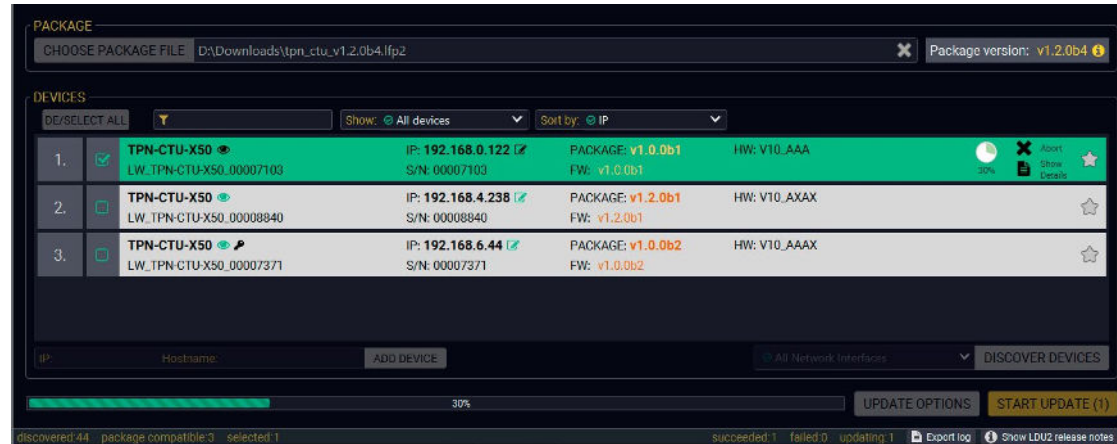 PACKAGE
CHOOSE PACKAGE FILE D:\Downloads\tpn_ctu_v1.2.0b4.lfp2 Package version: v1.2.0b4
DEVICES
DE/SELECT ALL Show: All devices Sort by: IP
1. TPN-CTU-X50 IP: 192.168.0.122 PACKAGE: v1.0.0b1 HW: V10_AAA 30% Abort
LW_TPN-CTU-X50_00007103 S/N: 00007103 FW: v1.0.0b1 Show Details
2. TPN-CTU-X50 IP: 192.168.4.238 PACKAGE: v1.2.0b1 HW: V10_AXAX
LW_TPN-CTU-X50_00008840 S/N: 00008840 FW: v1.2.0b1
3. TPN-CTU-X50 IP: 192.168.6.44 PACKAGE: v1.0.0b2 HW: V10_AAAX
LW_TPN-CTU-X50_00007371 S/N: 00007371 FW: v1.0.0b2
IP: Hostname: ADD DEVICE All Network Interfaces DISCOVER DEVICES
30% UPDATE OPTIONS START UPDATE (1)
discovered:44 package compatible:3 selected:1 succeeded:1 failed:0 updating:1 Export log Show LDU2 release notes